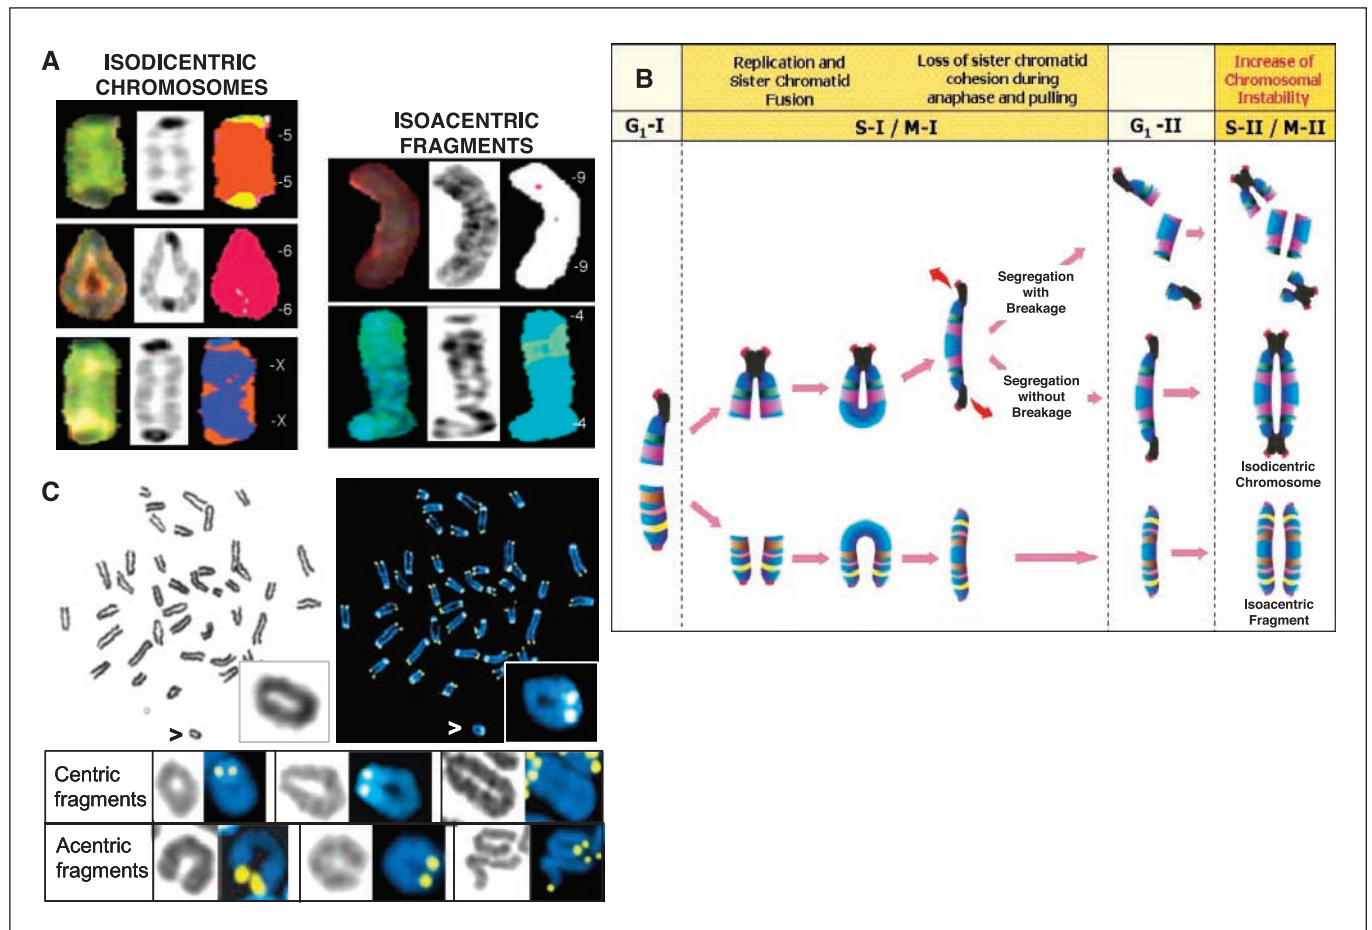 A
ISODICENTRIC
CHROMOSOMES
-5
-5
-6
-6
-X
-X
ISOACENTRIC
FRAGMENTS
-9
-9
-4
-4
B
Replication and
Sister Chromatid
Fusion
Loss of sister chromatid
cohesion during
anaphase and pulling
Increase of
Chromosomal
Instability
G₁-I
S-I / M-I
G₁-II
S-II / M-II
Segregation
with
Breakage
Segregation
without
Breakage
Isodicentric
Chromosome
Isoacentric
Fragment
C
>
>
Centric
fragments
Acentric
fragments